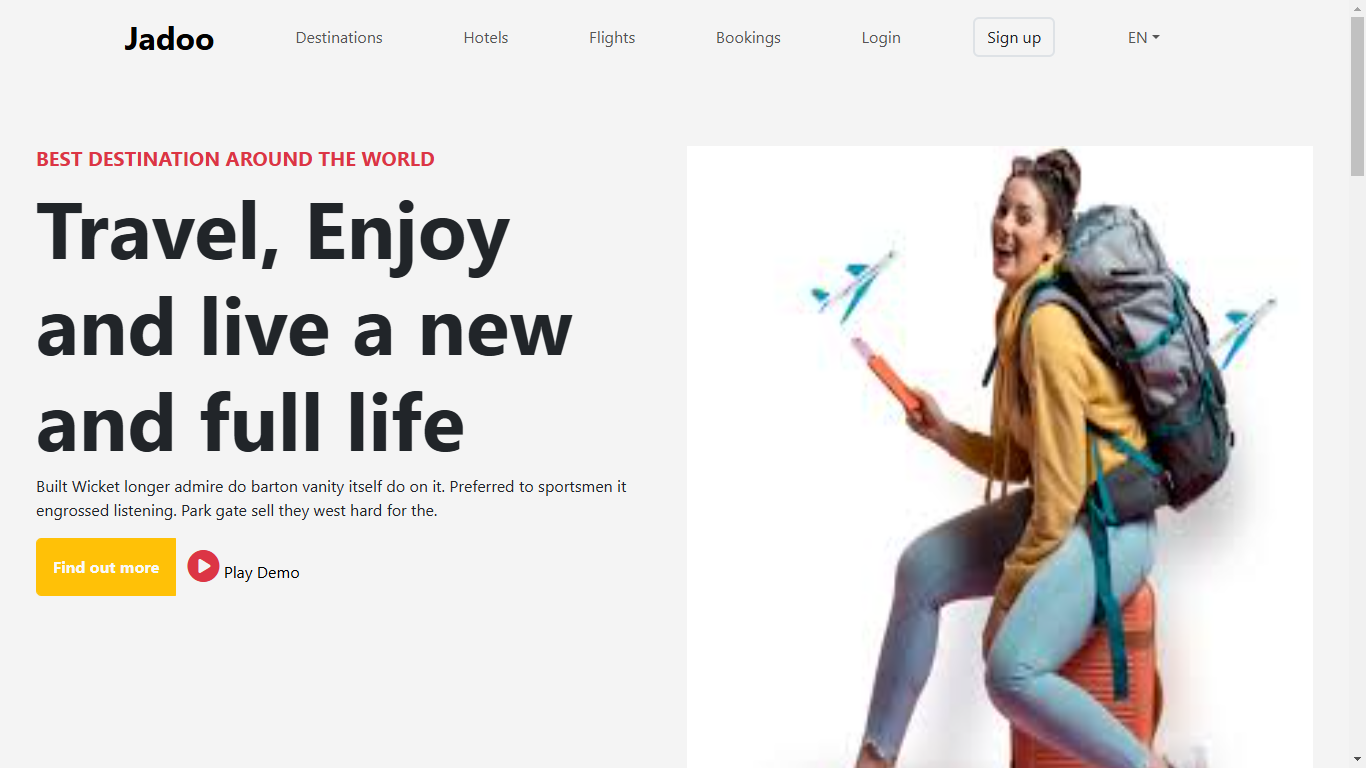 Jadoo Destinations Hotels Flights Bookings Login Sign up EN
BEST DESTINATION AROUND THE WORLD
Travel, Enjoy
and live a new
and full life
Built Wicket longer admire do barton vanity itself do on it. Preferred to sportsmen it
engrossed listening. Park gate sell they west hard for the.
Find out more Play Demo